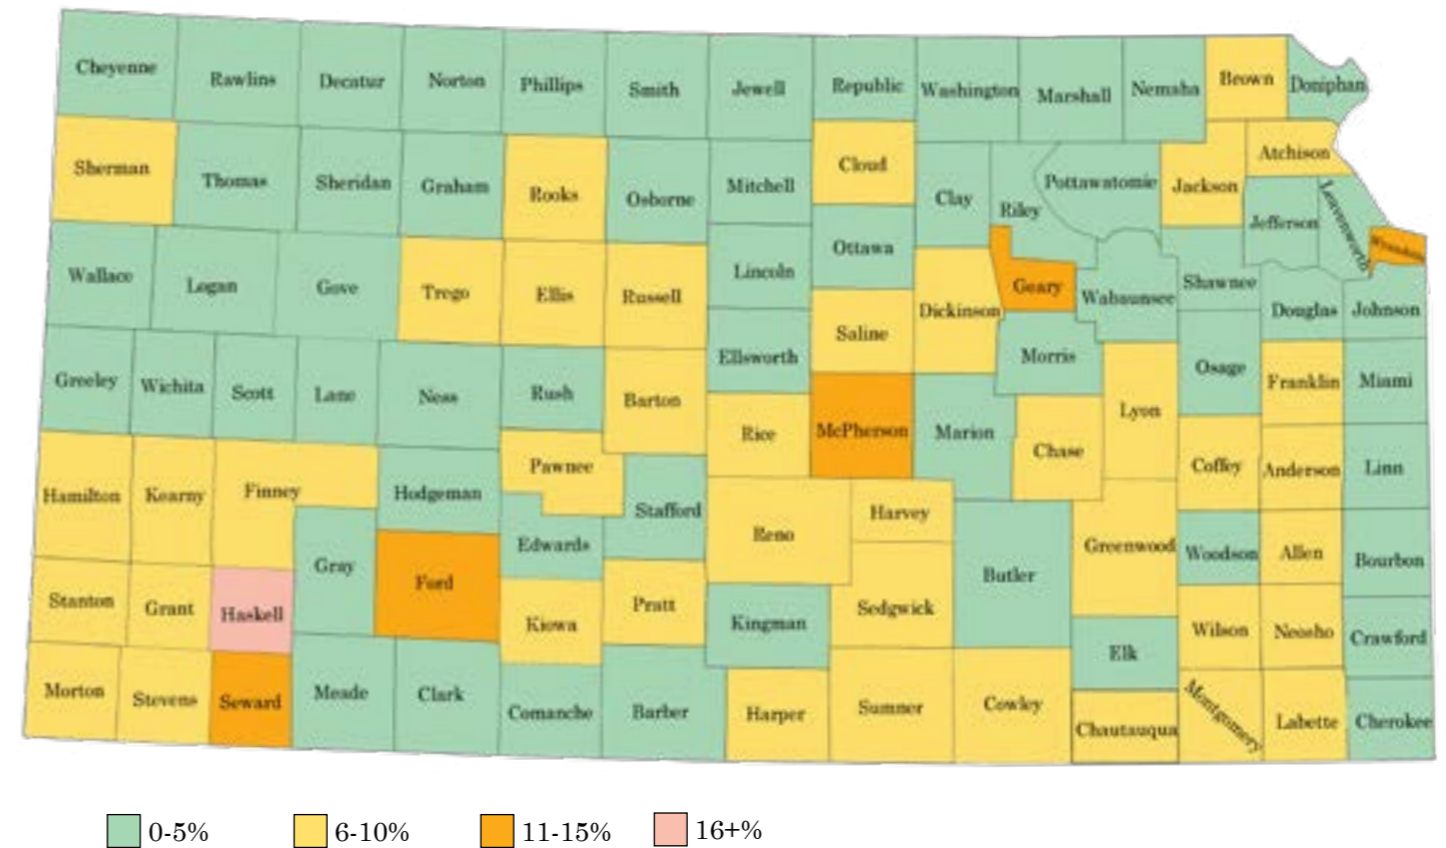 Cheyenne Rawlins Decatur Norton Phillips Smith Jewell Republic Washington Marshall Nemaha Brown Doniphan
Sherman Thomas Sheridan Graham Rooks Osborne Mitchell Cloud Clay Riley Pottawatomie Jackson Atchison
Jefferson Leavenworth
Wallace Logan Gove Trego Ellis Russell Lincoln Ottawa Saline Dickinson Geary Wabaunsee Shawnee Douglas Johnson
Greeley Wichita Scott Lane Ness Rush Barton Ellsworth Morris Osage Franklin Miami
Rice McPherson Marion Chase Lyon Coffey Anderson Linn
Hamilton Kearny Finney Hodgeman Pawnee Stafford Reno Harvey
Gray Ford Edwards Butler Greenwood Woodson Allen Bourbon
Stanton Grant Haskell Kiowa Pratt Kingman Sedgwick Elk Wilson Neosho Crawford
Morton Stevens Seward Meade Clark Comanche Barber Harper Sumner Cowley Chautauqua Montgomery Labette Cherokee
0-5% 6-10% 11-15% 16+%